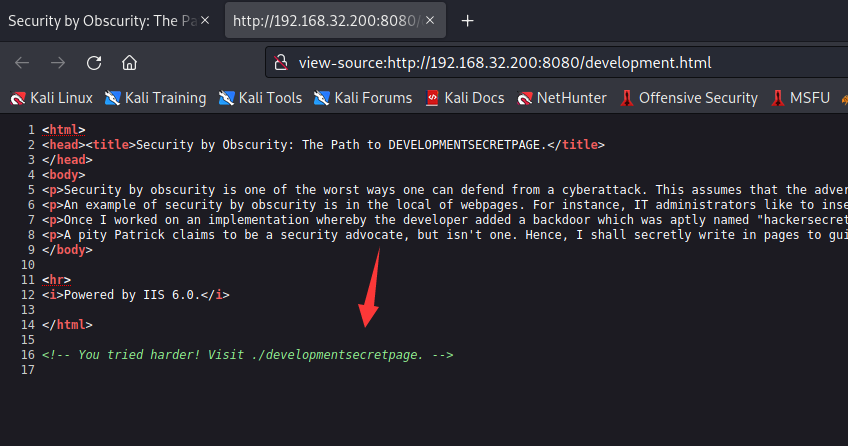 Security by Obscurity: The Pa ×
http://192.168.32.200:8080/ ×
+
view-source:http://192.168.32.200:8080/development.html
Kali Linux Kali Training Kali Tools Kali Forums Kali Docs NetHunter Offensive Security MSFU
1 <html>
2 <head><title>Security by Obscurity: The Path to DEVELOPMENTSECRETPAGE.</title>
3 </head>
4 <body>
5 <p>Security by obscurity is one of the worst ways one can defend from a cyberattack. This assumes that the adver
6 <p>An example of security by obscurity is in the local of webpages. For instance, IT administrators like to inse
7 <p>Once I worked on an implementation whereby the developer added a backdoor which was aptly named "hackersecret
8 <p>A pity Patrick claims to be a security advocate, but isn't one. Hence, I shall secretly write in pages to gui
9 </body>
10
11 <hr>
12 <i>Powered by IIS 6.0.</i>
13
14 </html>
15
16 <!-- You tried harder! Visit ./developmentsecretpage. -->
17